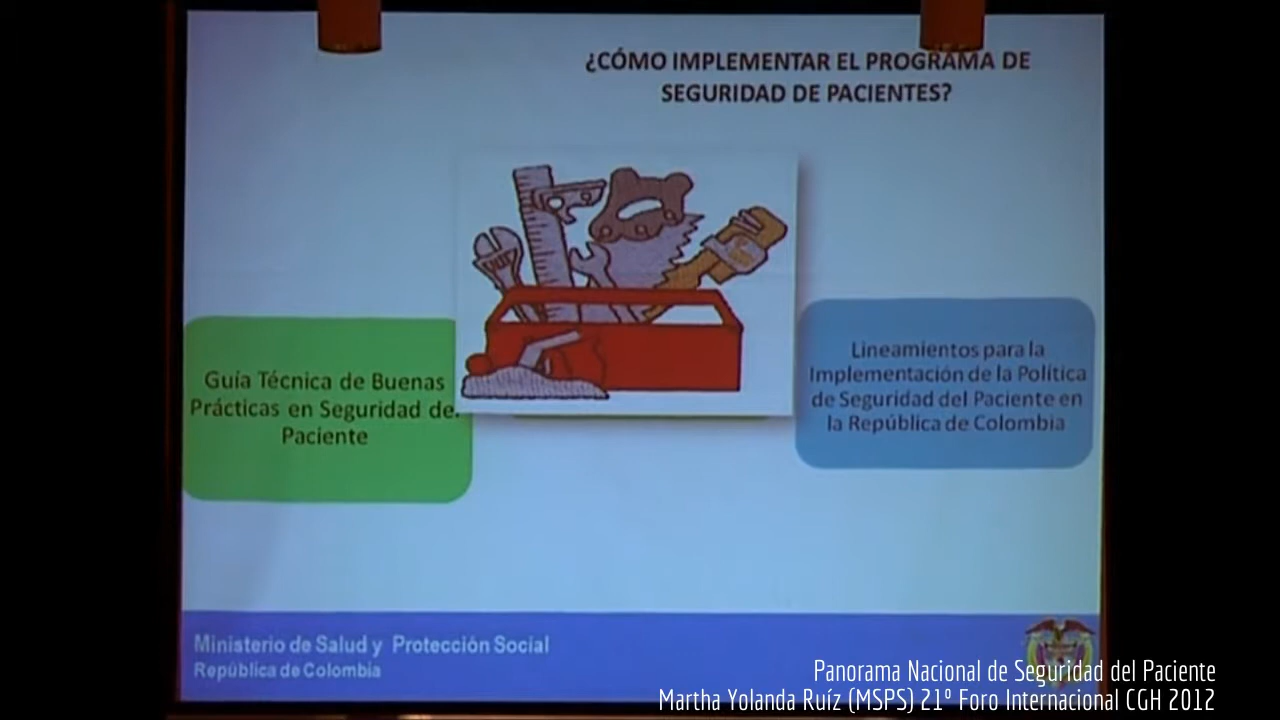 ¿CÓMO IMPLEMENTAR EL PROGRAMA DE
SEGURIDAD DE PACIENTES?
Guía Técnica de Buenas
Prácticas en Seguridad del
Paciente
Lineamientos para la
Implementación de la Política
de Seguridad del Paciente en
la República de Colombia
Ministerio de Salud y Protección Social
República de Colombia
Panorama Nacional de Seguridad del Paciente
Martha Yolanda Ruíz (MSPS) 21º Foro Internacional CGH 2012